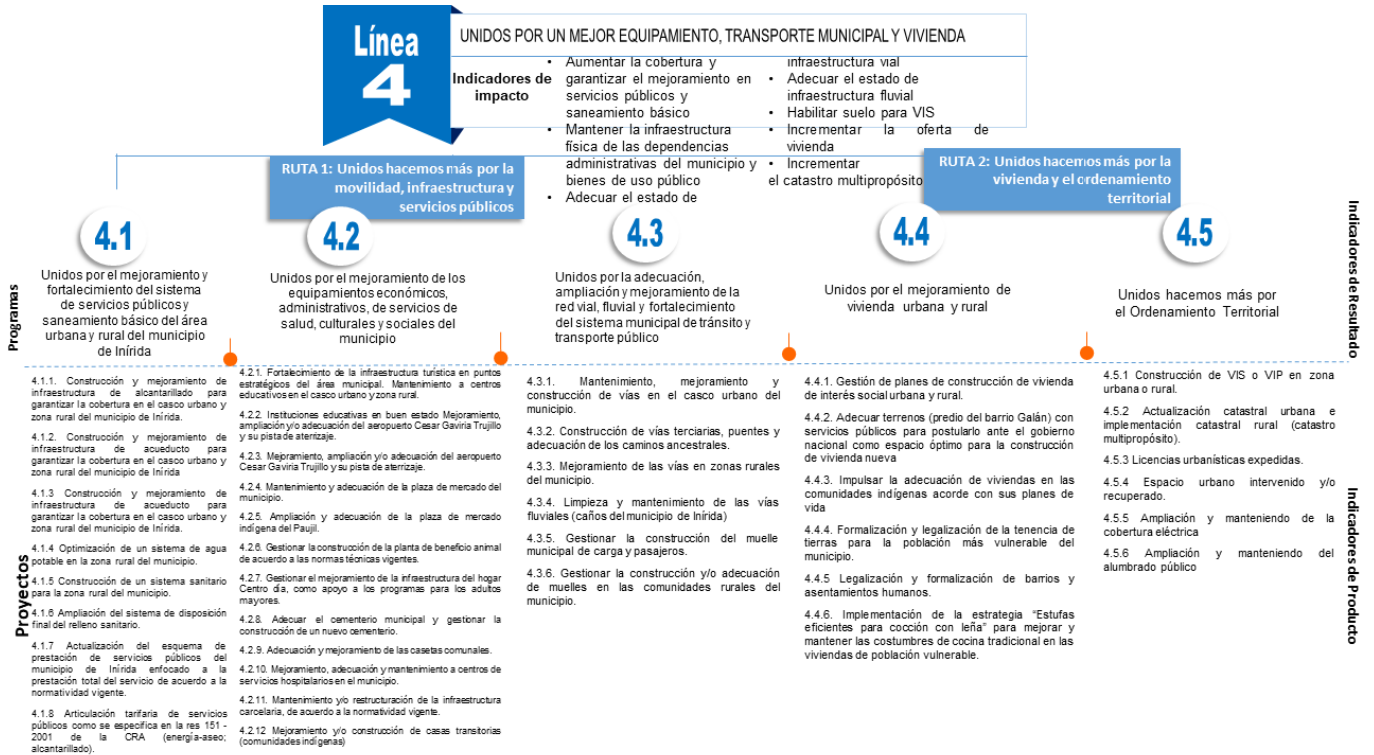 Línea
4
UNIDOS POR UN MEJOR EQUIPAMIENTO, TRANSPORTE MUNICIPAL Y VIVIENDA
Indicadores de
impacto
• Aumentar la cobertura y
garantizar el mejoramiento en
servicios públicos y
saneamiento básico
• Mantener la infraestructura
física de las dependencias
administrativas del municipio y
bienes de uso público
• Adecuar el estado de
infraestructura vial
• Adecuar el estado de
infraestructura fluvial
• Habilitar suelo para VIS
• Incrementar la oferta de
vivienda
• Incrementar
el catastro multipropósito
RUTA 1: Unidos hacemos más por la
movilidad, infraestructura y
servicios públicos
RUTA 2: Unidos hacemos más por la
vivienda y el ordenamiento
territorial
Programas
Indicadores de Resultado
4.1
Unidos por el mejoramiento y
fortalecimiento del sistema
de servicios públicos y
saneamiento básico del área
urbana y rural del municipio
de Inírida
4.2
Unidos por el mejoramiento de los
equipamientos económicos,
administrativos, de servicios de
salud, culturales y sociales del
municipio
4.3
Unidos por la adecuación,
ampliación y mejoramiento de la
red vial, fluvial y fortalecimiento
del sistema municipal de tránsito y
transporte público
4.4
Unidos por el mejoramiento de
vivienda urbana y rural
4.5
Unidos hacemos más por
el Ordenamiento Territorial
Proyectos
Indicadores de Producto
4.1.1. Construcción y mejoramiento de
infraestructura de alcantarillado para
garantizar la cobertura en el casco urbano y
zona rural del municipio de Inírida.
4.1.2. Construcción y mejoramiento de
infraestructura de acueducto para
garantizar la cobertura en el casco urbano y
zona rural del municipio de Inírida
4.1.3 Construcción y mejoramiento de
infraestructura de acueducto para
garantizar la cobertura en el casco urbano y
zona rural del municipio de Inírida.
4.1.4 Optimización de un sistema de agua
potable en la zona rural del municipio.
4.1.5 Construcción de un sistema sanitario
para la zona rural del municipio.
4.1.6 Ampliación del sistema de disposición
final del relleno sanitario.
4.1.7 Actualización del esquema de
prestación de servicios públicos del
municipio de Inírida enfocado a la
prestación total del servicio de acuerdo a la
normatividad vigente.
4.1.8 Articulación tarifaria de servicios
públicos como se especifica en la res 151 -
2001 de la CRA (energía-aseo;
alcantarillado).
4.2.1. Fortalecimiento de la infraestructura turística en puntos
estratégicos del área municipal. Mantenimiento a centros
educativos en el casco urbano y zona rural.
4.2.2. Instituciones educativas en buen estado Mejoramiento,
ampliación y/o adecuación del aeropuerto Cesar Gaviria Trujillo
y su pista de aterrizaje.
4.2.3. Mejoramiento, ampliación y/o adecuación del aeropuerto
Cesar Gaviria Trujillo y su pista de aterrizaje.
4.2.4. Mantenimiento y adecuación de la plaza de mercado del
municipio.
4.2.5. Ampliación y adecuación de la plaza de mercado
indígena del Paujil.
4.2.6. Gestionar la construcción de la planta de beneficio animal
de acuerdo a las normas técnicas vigentes.
4.2.7. Gestionar el mejoramiento de la infraestructura del hogar
Centro día, como apoyo a los programas para los adultos
mayores.
4.2.8. Adecuar el cementerio municipal y gestionar la
construcción de un nuevo cementerio.
4.2.9. Adecuación y mejoramiento de las casetas comunales.
4.2.10. Mejoramiento, adecuación y mantenimiento a centros de
servicios hospitalarios en el municipio.
4.2.11. Mantenimiento y/o restructuración de la infraestructura
carcelaria, de acuerdo a la normatividad vigente.
4.2.12 Mejoramiento y/o construcción de casas transitorias
(comunidades indígenas)
4.3.1. Mantenimiento, mejoramiento y
construcción de vías en el casco urbano del
municipio.
4.3.2. Construcción de vías terciarias, puentes y
adecuación de los caminos ancestrales.
4.3.3. Mejoramiento de las vías en zonas rurales
del municipio.
4.3.4. Limpieza y mantenimiento de las vías
fluviales (caños del municipio de Inírida)
4.3.5. Gestionar la construcción del muelle
municipal de carga y pasajeros.
4.3.6. Gestionar la construcción y/o adecuación
de muelles en las comunidades rurales del
municipio.
4.4.1. Gestión de planes de construcción de vivienda
de interés social urbana y rural.
4.4.2. Adecuar terrenos (predio del barrio Galán) con
servicios públicos para postularlo ante el gobierno
nacional como espacio óptimo para la construcción
de vivienda nueva
4.4.3. Impulsar la adecuación de viviendas en las
comunidades indígenas acorde con sus planes de
vida
4.4.4. Formalización y legalización de la tenencia de
tierras para la población más vulnerable del
municipio.
4.4.5 Legalización y formalización de barrios y
asentamientos humanos.
4.4.6. Implementación de la estrategia “Estufas
eficientes para cocción con leña” para mejorar y
mantener las costumbres de cocina tradicional en las
viviendas de población vulnerable.
4.5.1 Construcción de VIS o VIP en zona
urbana o rural.
4.5.2 Actualización catastral urbana e
implementación catastral rural (catastro
multipropósito).
4.5.3 Licencias urbanísticas expedidas.
4.5.4 Espacio urbano intervenido y/o
recuperado.
4.5.5 Ampliación y manteniendo de la
cobertura eléctrica
4.5.6 Ampliación y manteniendo del
alumbrado público